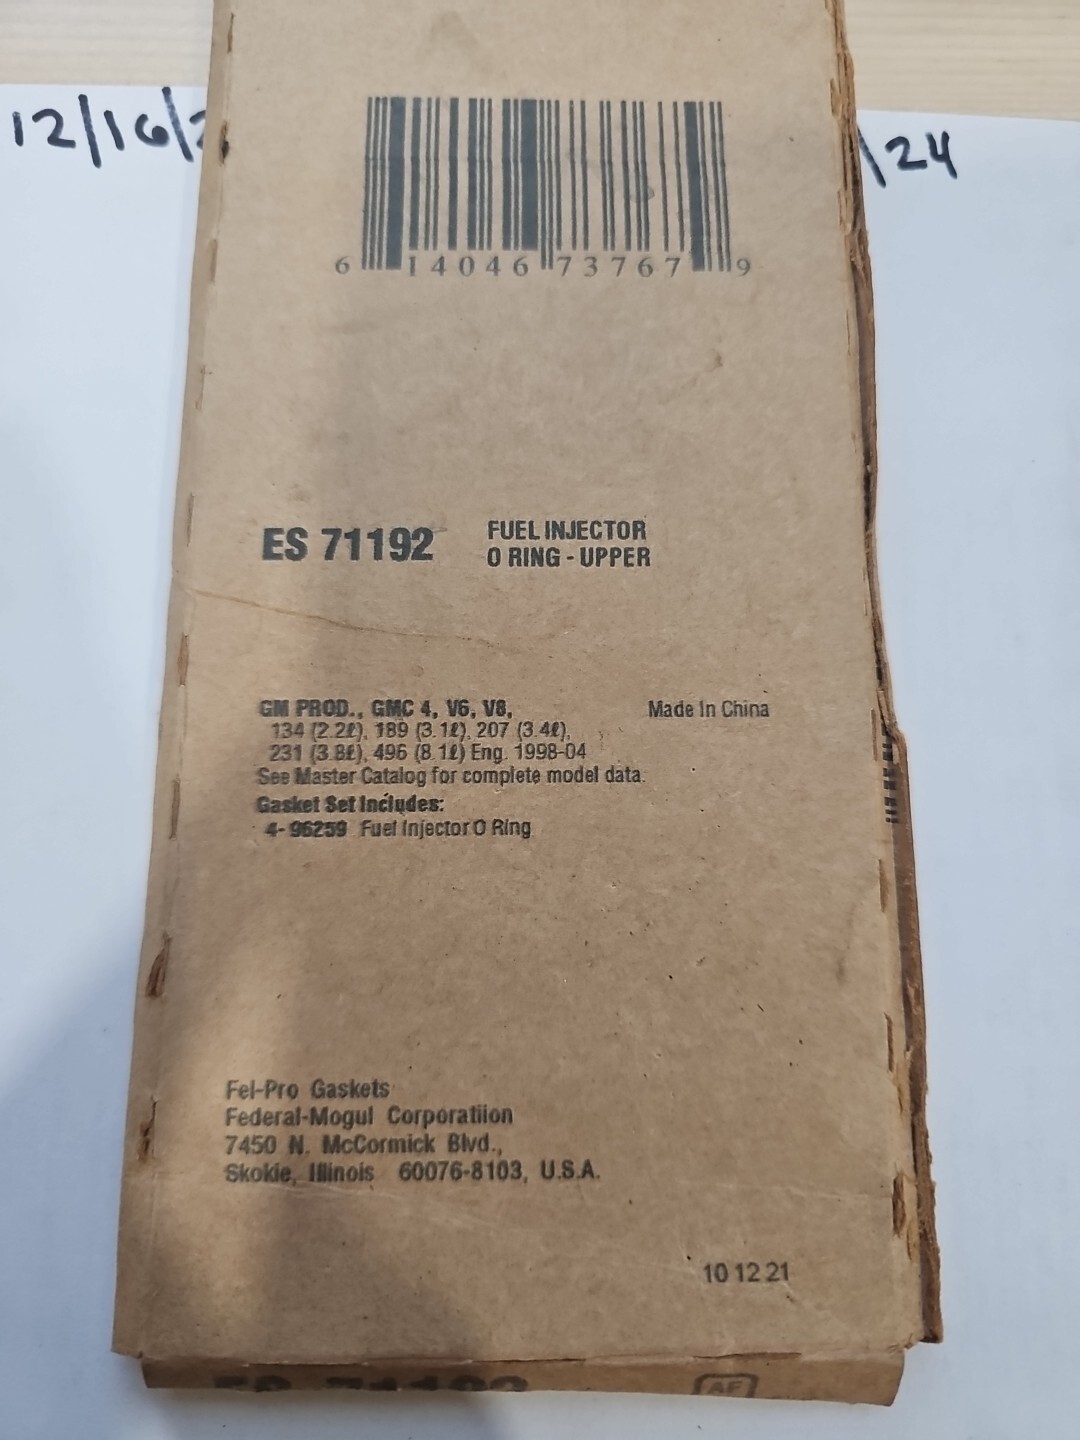 12/16/2
/24
6 14046 73767 9
ES 71192
FUEL INJECTOR
O RING - UPPER
GM PROD., GMC 4, V6, V8,
134 (2.2ℓ), 189 (3.1ℓ), 207 (3.4ℓ),
231 (3.8ℓ), 496 (8.1ℓ) Eng. 1998-04
See Master Catalog for complete model data.
Made In China
Gasket Set Includes:
4- 96259 Fuel Injector O Ring
Fel-Pro Gaskets
Federal-Mogul Corporatiion
7450 N. McCormick Blvd.,
Skokie, Illinois 60076-8103, U.S.A.
10 12 21
ES 71192
AF